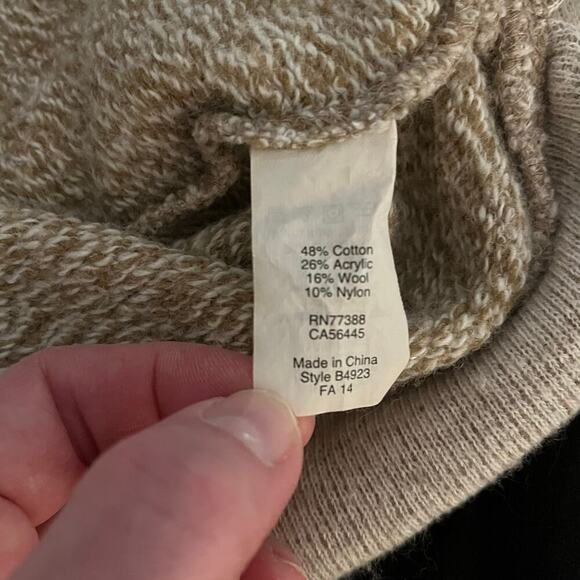 48% Cotton
26% Acrylic
16% Wool
10% Nylon
RN77388
CA56445
Made in China
Style B4923
FA 14